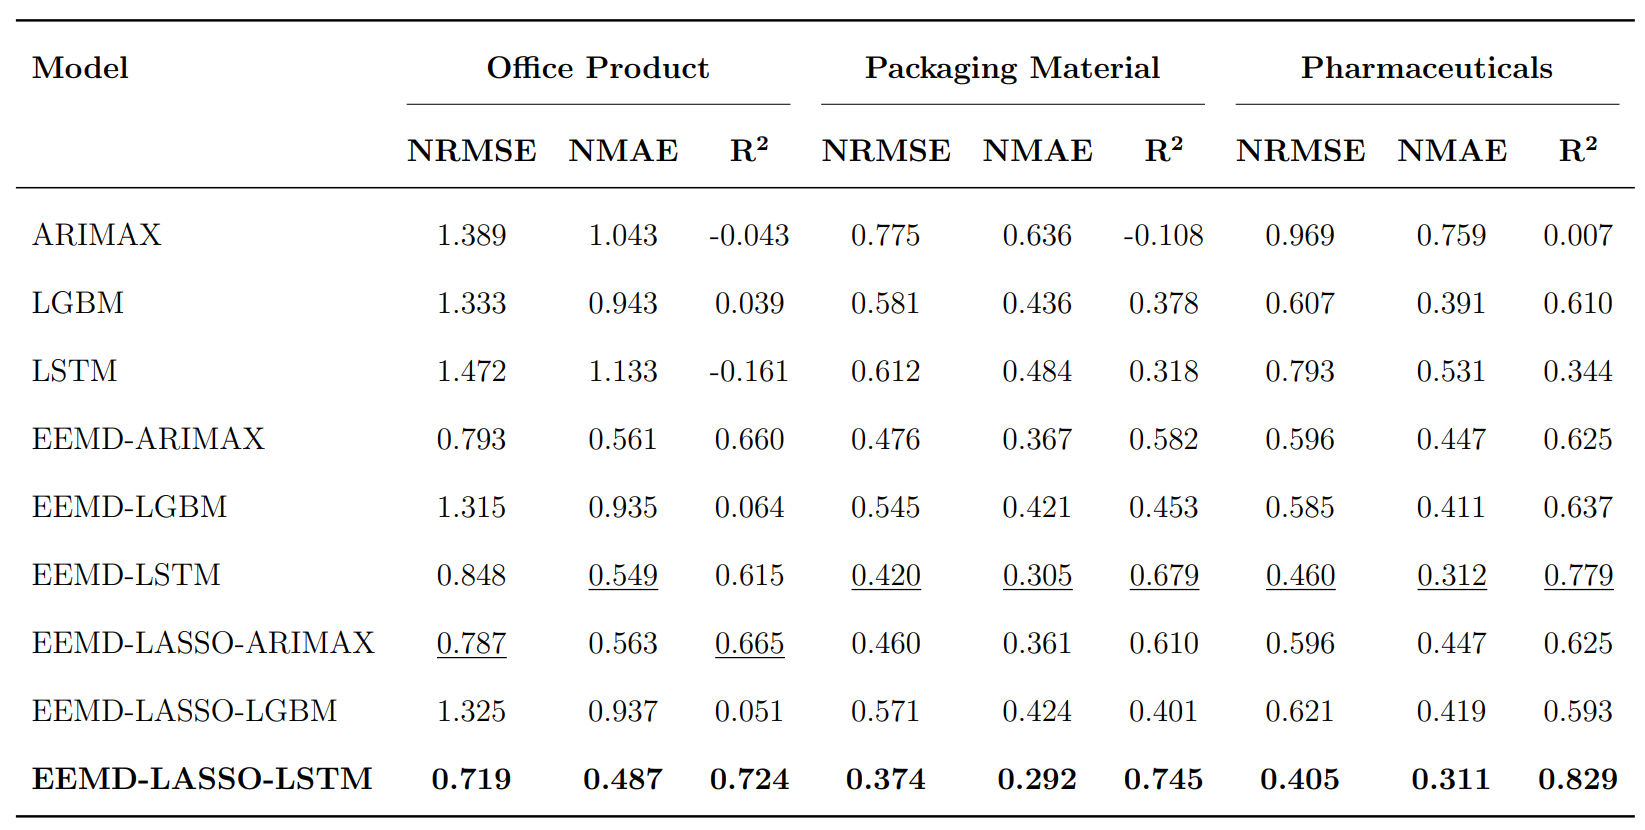 Model Office Product Packaging Material Pharmaceuticals
NRMSE NMAE R² NRMSE NMAE R² NRMSE NMAE R²
ARIMAX 1.389 1.043 -0.043 0.775 0.636 -0.108 0.969 0.759 0.007
LGBM 1.333 0.943 0.039 0.581 0.436 0.378 0.607 0.391 0.610
LSTM 1.472 1.133 -0.161 0.612 0.484 0.318 0.793 0.531 0.344
EEMD-ARIMAX 0.793 0.561 0.660 0.476 0.367 0.582 0.596 0.447 0.625
EEMD-LGBM 1.315 0.935 0.064 0.545 0.421 0.453 0.585 0.411 0.637
EEMD-LSTM 0.848 0.549 0.615 0.420 0.305 0.679 0.460 0.312 0.779
EEMD-LASSO-ARIMAX 0.787 0.563 0.665 0.460 0.361 0.610 0.596 0.447 0.625
EEMD-LASSO-LGBM 1.325 0.937 0.051 0.571 0.424 0.401 0.621 0.419 0.593
EEMD-LASSO-LSTM 0.719 0.487 0.724 0.374 0.292 0.745 0.405 0.311 0.829